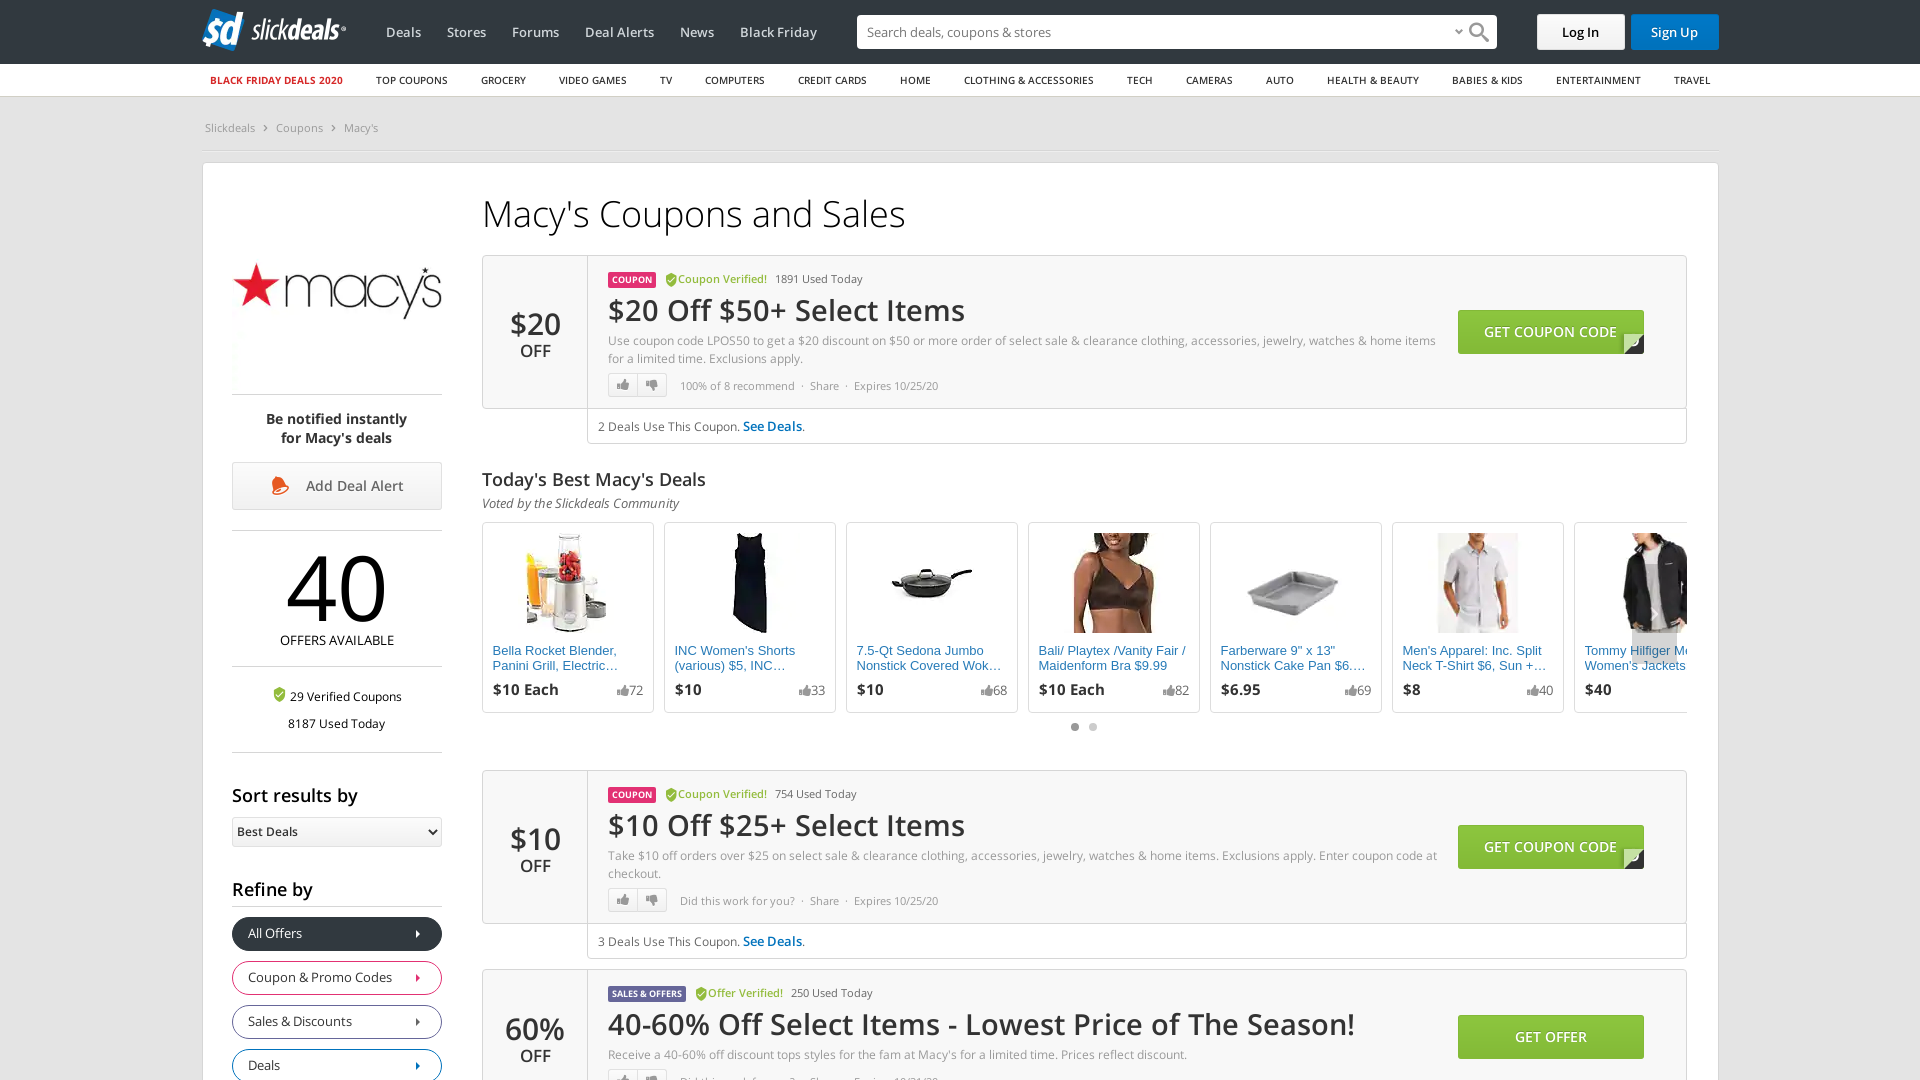 slickdeals
Deals
Stores
Forums
Deal Alerts
News
Black Friday
Search deals, coupons & stores
Log In
Sign Up
BLACK FRIDAY DEALS 2020
TOP COUPONS
GROCERY
VIDEO GAMES
TV
COMPUTERS
CREDIT CARDS
HOME
CLOTHING & ACCESSORIES
TECH
CAMERAS
AUTO
HEALTH & BEAUTY
BABIES & KIDS
ENTERTAINMENT
TRAVEL
Slickdeals > Coupons > Macy's
macy's
Be notified instantly
for Macy's deals
Add Deal Alert
40
OFFERS AVAILABLE
29 Verified Coupons
8187 Used Today
Sort results by
Best Deals
Refine by
All Offers
Coupon & Promo Codes
Sales & Discounts
Deals
Macy's Coupons and Sales
$20
OFF
COUPON Coupon Verified! 1891 Used Today
$20 Off $50+ Select Items
Use coupon code LPOS50 to get a $20 discount on $50 or more order of select sale & clearance clothing, accessories, jewelry, watches & home items
for a limited time. Exclusions apply.
100% of 8 recommend · Share · Expires 10/25/20
GET COUPON CODE
2 Deals Use This Coupon. See Deals.
Today's Best Macy's Deals
Voted by the Slickdeals Community
Bella Rocket Blender,
Panini Grill, Electric…
$10 Each 72
INC Women's Shorts
(various) $5, INC…
$10 33
7.5-Qt Sedona Jumbo
Nonstick Covered Wok…
$10 68
Bali/ Playtex /Vanity Fair /
Maidenform Bra $9.99
$10 Each 82
Farberware 9" x 13"
Nonstick Cake Pan $6.…
$6.95 69
Men's Apparel: Inc. Split
Neck T-Shirt $6, Sun +…
$8 40
Tommy Hilfiger Me
Women's Jackets
$40
$10
OFF
COUPON Coupon Verified! 754 Used Today
$10 Off $25+ Select Items
Take $10 off orders over $25 on select sale & clearance clothing, accessories, jewelry, watches & home items. Exclusions apply. Enter coupon code at
checkout.
Did this work for you? · Share · Expires 10/25/20
GET COUPON CODE
3 Deals Use This Coupon. See Deals.
60%
OFF
SALES & OFFERS Offer Verified! 250 Used Today
40-60% Off Select Items - Lowest Price of The Season!
Receive a 40-60% off discount tops styles for the fam at Macy's for a limited time. Prices reflect discount.
GET OFFER